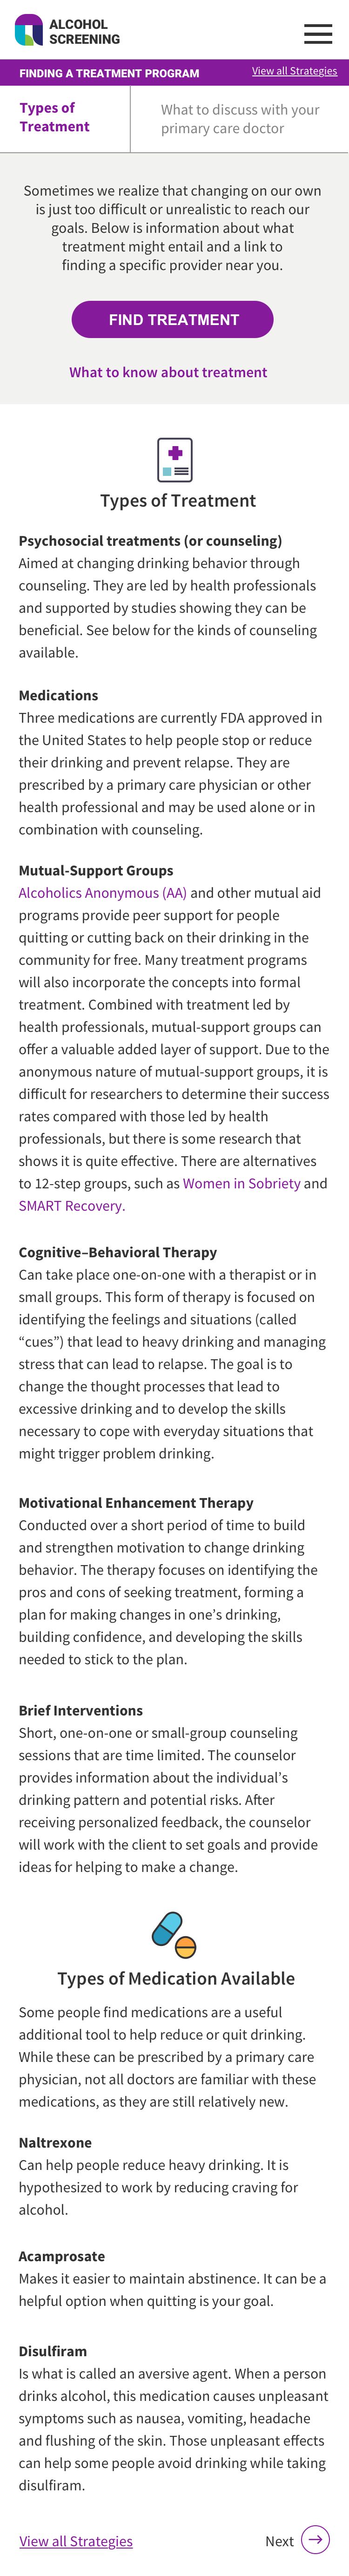 ALCOHOL
SCREENING
FINDING A TREATMENT PROGRAM
View all Strategies
Types of
Treatment
What to discuss with your
primary care doctor
Sometimes we realize that changing on our own
is just too difficult or unrealistic to reach our
goals. Below is information about what
treatment might entail and a link to
finding a specific provider near you.
FIND TREATMENT
What to know about treatment
Types of Treatment
Psychosocial treatments (or counseling)
Aimed at changing drinking behavior through
counseling. They are led by health professionals
and supported by studies showing they can be
beneficial. See below for the kinds of counseling
available.
Medications
Three medications are currently FDA approved in
the United States to help people stop or reduce
their drinking and prevent relapse. They are
prescribed by a primary care physician or other
health professional and may be used alone or in
combination with counseling.
Mutual-Support Groups
Alcoholics Anonymous (AA) and other mutual aid
programs provide peer support for people
quitting or cutting back on their drinking in the
community for free. Many treatment programs
will also incorporate the concepts into formal
treatment. Combined with treatment led by
health professionals, mutual-support groups can
offer a valuable added layer of support. Due to the
anonymous nature of mutual-support groups, it is
difficult for researchers to determine their success
rates compared with those led by health
professionals, but there is some research that
shows it is quite effective. There are alternatives
to 12-step groups, such as Women in Sobriety and
SMART Recovery.
Cognitive–Behavioral Therapy
Can take place one-on-one with a therapist or in
small groups. This form of therapy is focused on
identifying the feelings and situations (called
“cues”) that lead to heavy drinking and managing
stress that can lead to relapse. The goal is to
change the thought processes that lead to
excessive drinking and to develop the skills
necessary to cope with everyday situations that
might trigger problem drinking.
Motivational Enhancement Therapy
Conducted over a short period of time to build
and strengthen motivation to change drinking
behavior. The therapy focuses on identifying the
pros and cons of seeking treatment, forming a
plan for making changes in one’s drinking,
building confidence, and developing the skills
needed to stick to the plan.
Brief Interventions
Short, one-on-one or small-group counseling
sessions that are time limited. The counselor
provides information about the individual’s
drinking pattern and potential risks. After
receiving personalized feedback, the counselor
will work with the client to set goals and provide
ideas for helping to make a change.
Types of Medication Available
Some people find medications are a useful
additional tool to help reduce or quit drinking.
While these can be prescribed by a primary care
physician, not all doctors are familiar with these
medications, as they are still relatively new.
Naltrexone
Can help people reduce heavy drinking. It is
hypothesized to work by reducing craving for
alcohol.
Acamprosate
Makes it easier to maintain abstinence. It can be a
helpful option when quitting is your goal.
Disulfiram
Is what is called an aversive agent. When a person
drinks alcohol, this medication causes unpleasant
symptoms such as nausea, vomiting, headache
and flushing of the skin. Those unpleasant effects
can help some people avoid drinking while taking
disulfiram.
View all Strategies
Next